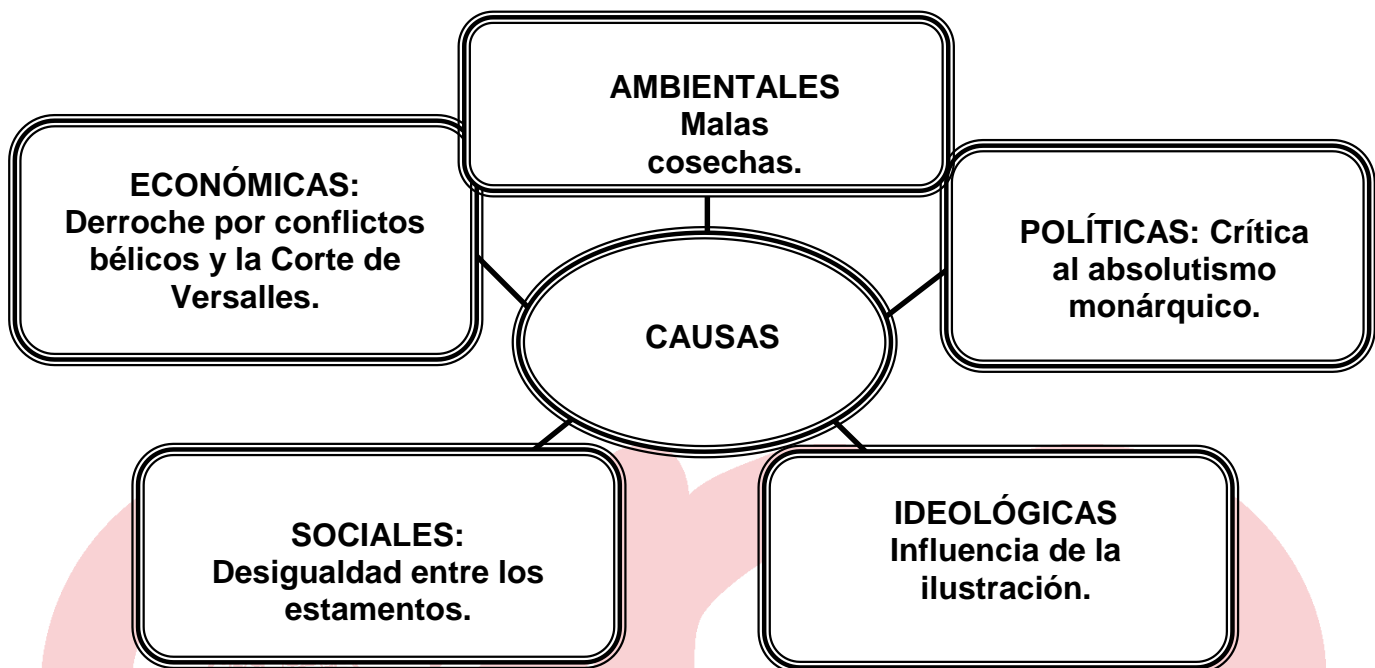 AMBIENTALES
Malas
cosechas.
ECONÓMICAS:
Derroche por conflictos
bélicos y la Corte de
Versalles.
POLÍTICAS: Crítica
al absolutismo
monárquico.
CAUSAS
SOCIALES:
Desigualdad entre los
estamentos.
IDEOLÓGICAS
Influencia de la
ilustración.